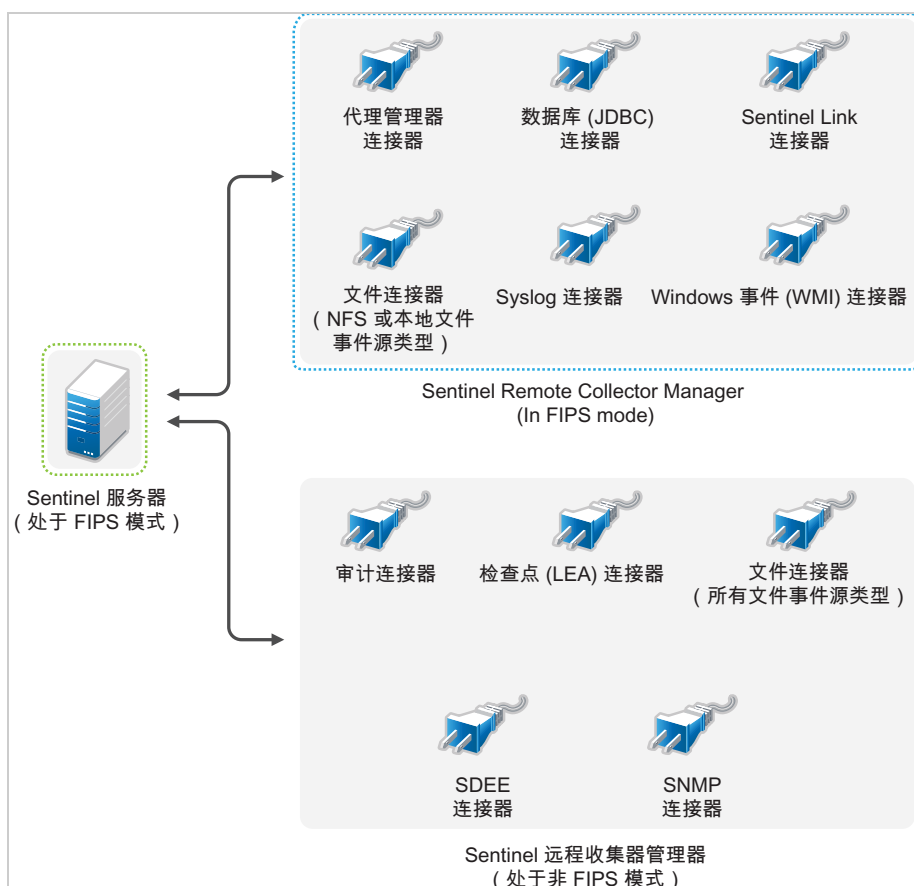 代理管理器
连接器
数据库 (JDBC)
连接器
Sentinel Link
连接器
文件连接器
( NFS 或本地文件
事件源类型 )
Syslog 连接器
Windows 事件 (WMI) 连接器
Sentinel Remote Collector Manager
(In FIPS mode)
Sentinel 服务器
( 处于 FIPS 模式 )
审计连接器
检查点 (LEA) 连接器
文件连接器
( 所有文件事件源类型 )
SDEE
连接器
SNMP
连接器
Sentinel 远程收集器管理器
( 处于非 FIPS 模式 )